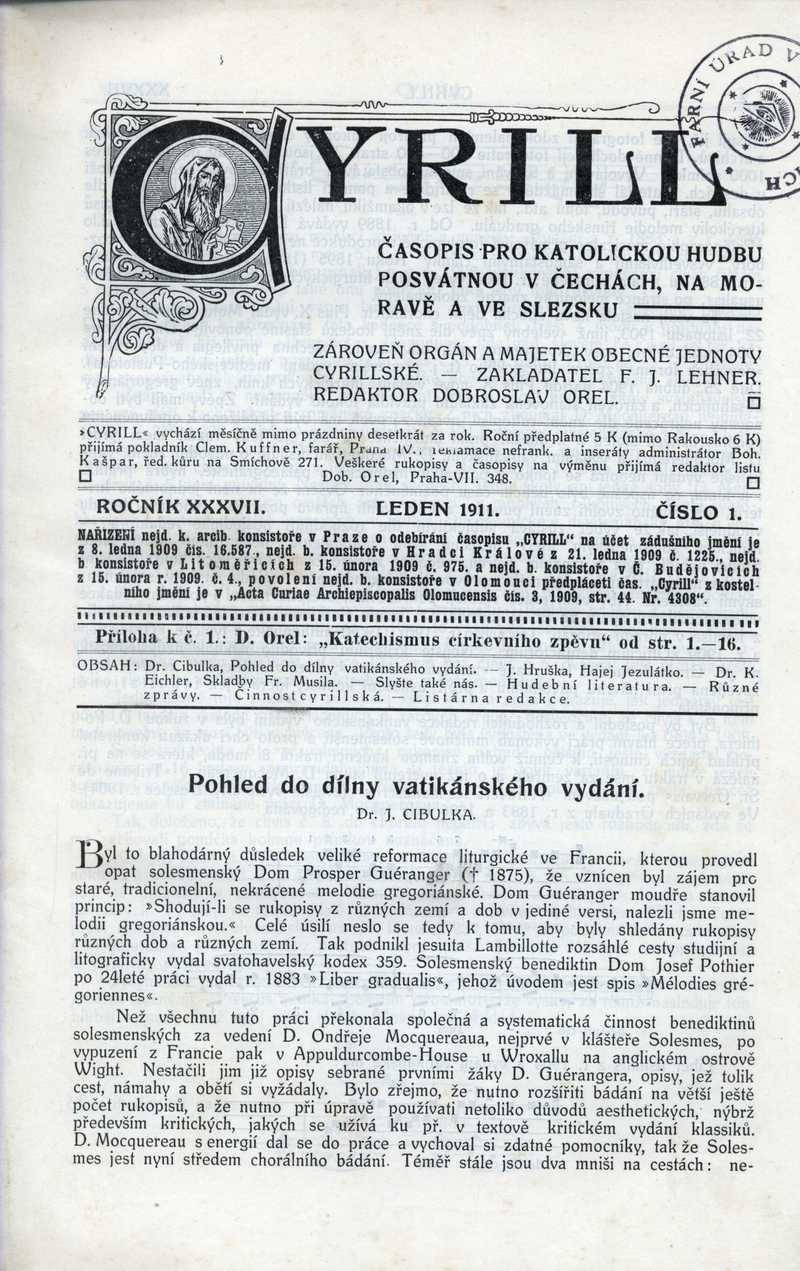 CYRILL
FARNÍ ÚŘAD V
ČASOPIS PRO KATOLICKOU HUDBU
POSVÁTNOU V ČECHÁCH, NA MO-
RAVĚ A VE SLEZSKU
ZÁROVEŇ ORGÁN A MAJETEK OBECNÉ JEDNOTY
CYRILLSKÉ. — ZAKLADATEL F. J. LEHNER.
REDAKTOR DOBROSLAV OREL.
»CYRILL« vychází měsíčně mimo prázdniny desetkrát za rok. Roční předplatné 5 K (mimo Rakousko 6 K)
přijímá pokladník Clem. Kuffner, farář, Praha IV., reklamace nefrank. a inseráty administrátor Boh.
Kašpar, řed. kůru na Smíchově 271. Veškeré rukopisy a časopisy na výměnu přijímá redaktor listu
Dob. Orel, Praha-VII. 348.
ROČNÍK XXXVII. LEDEN 1911. ČÍSLO 1.
NAŘIZENÍ nejd. k. arcib. konsistoře v Praze o odebírání časopisu „CYRILL“ na účet zádušního jmění je
z 8. ledna 1909 čís. 16.587., nejd. b. konsistoře v Hradci Králové z 21. ledna 1909 č. 1225., nejd.
b konsistoře v Litoměřicích z 15. února 1909 č. 975. a nejd. b. konsistoře v Č. Budějovicích
z 15. února r. 1909. č. 4., povolení nejd. b. konsistoře v Olomouci předpláceti čas. „Cyrill“ z kostel-
ního jmění je v „Acta Curiae Archiepiscopalis Olomucensis čís. 3, 1909, str. 44. Nr. 4308“.
Příloha k č. 1.: D. Orel: „Katechismus církevního zpěvu“ od str. 1.—16.
OBSAH: Dr. Cibulka, Pohled do dílny vatikánského vydání. — J. Hruška, Hajej Jezulátko. — Dr. K.
Eichler, Skladby Fr. Musila. — Slyšte také nás. — Hudební literatura. — Různé
zprávy. — Činnost cyrillská. — Listárna redakce.
Pohled do dílny vatikánského vydání.
Dr. J. CIBULKA.
Byl to blahodárný důsledek veliké reformace liturgické ve Francii, kterou provedl
opat solesmenský Dom Prosper Guéranger († 1875), že vznícen byl zájem pro
staré, tradicionelní, nekrácené melodie gregoriánské. Dom Guéranger moudře stanovil
princip: »Shodují-li se rukopisy z různých zemí a dob v jediné versi, nalezli jsme me-
lodii gregoriánskou.« Celé úsilí neslo se tedy k tomu, aby byly shledány rukopisy
různých dob a různých zemí. Tak podnikl jesuita Lambillotte rozsáhlé cesty studijní a
litograficky vydal svatohavelský kodex 359. Solesmenský benediktin Dom Josef Pothier
po 24leté práci vydal r. 1883 »Liber gradualis«, jehož úvodem jest spis »Mélodies gré-
goriennes«.
Než všechnu tuto práci překonala společná a systematická činnost benediktinů
solesmenských za vedení D. Ondřeje Mocquereaua, nejprvé v klášteře Solesmes, po
vypuzení z Francie pak v Appuldurcombe-House u Wroxallu na anglickém ostrově
Wight. Nestačili jim již opisy sebrané prvními žáky D. Guérangera, opisy, jež tolik
cest, námahy a obětí si vyžádaly. Bylo zřejmo, že nutno rozšířiti bádání na větší ještě
počet rukopisů, a že nutno při úpravě používati netoliko důvodů aesthetických, nýbrž
především kritických, jakých se užívá ku př. v textově kritickém vydání klassiků.
D. Mocquereau s energií dal se do práce a vychoval si zdatné pomocníky, tak že Soles-
mes jest nyní středem chorálního bádání. Téměř stále jsou dva mniši na cestách: ne-